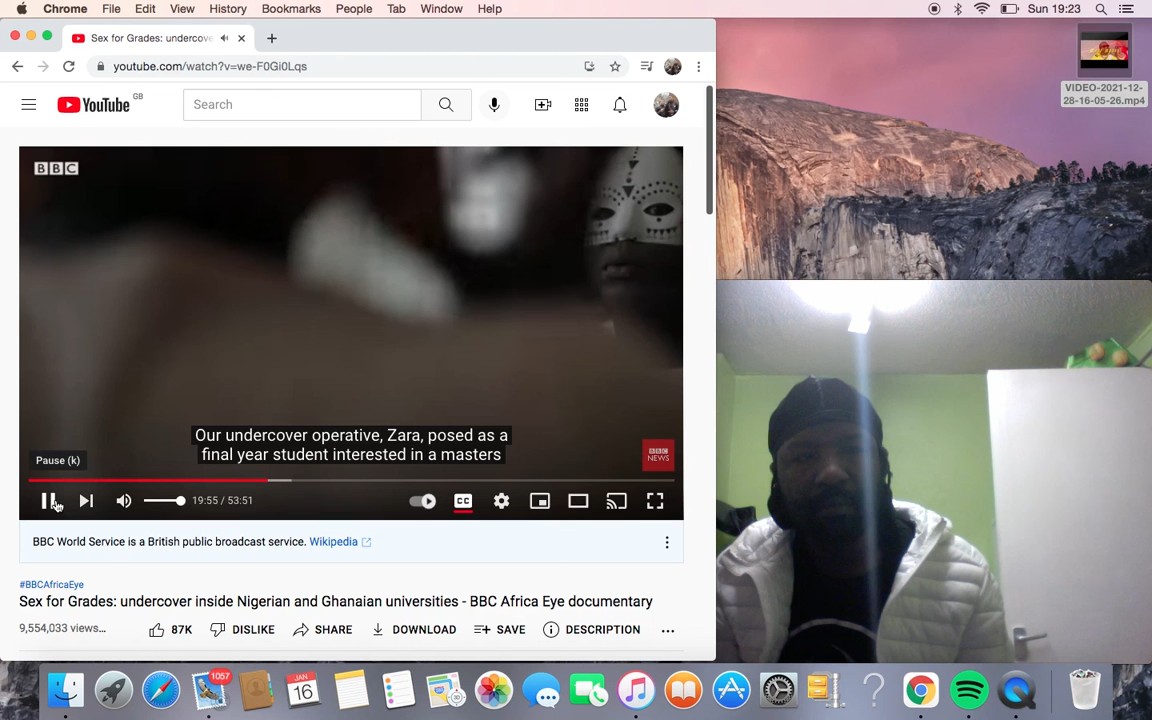 Chrome File Edit View History Bookmarks People Tab Window Help Sun 19:23
Sex for Grades: undercove
youtube.com/watch?v=we-F0Gi0Lqs
YouTube GB
Search
VIDEO-2021-12-
28-16-05-26.mp4
BBC
Our undercover operative, Zara, posed as a
final year student interested in a masters
BBC
NEWS
Pause (k)
19:55 / 53:51
CC
BBC World Service is a British public broadcast service. Wikipedia
#BBCAfricaEye
Sex for Grades: undercover inside Nigerian and Ghanaian universities - BBC Africa Eye documentary
9,554,033 views... 87K DISLIKE SHARE DOWNLOAD SAVE DESCRIPTION
1057
JAN
16